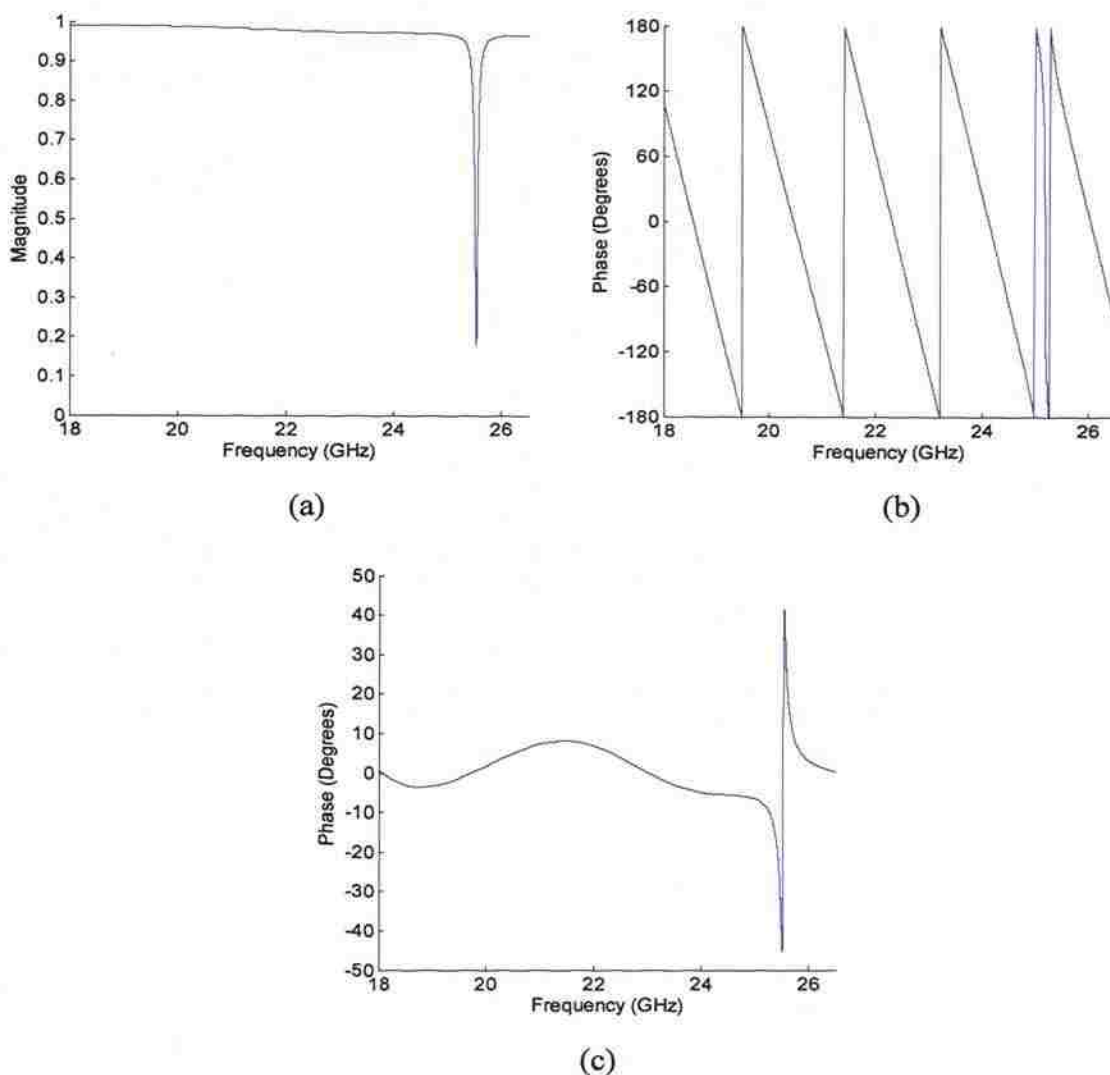 1
0.9
0.8
0.7
0.6
0.5
0.4
0.3
0.2
0.1
0
Magnitude
18 20 22 24 26
Frequency (GHz)
(a)
180
120
60
0
-60
-120
-180
Phase (Degrees)
18 20 22 24 26
Frequency (GHz)
(b)
50
40
30
20
10
0
-10
-20
-30
-40
-50
Phase (Degrees)
18 20 22 24 26
Frequency (GHz)
(c)